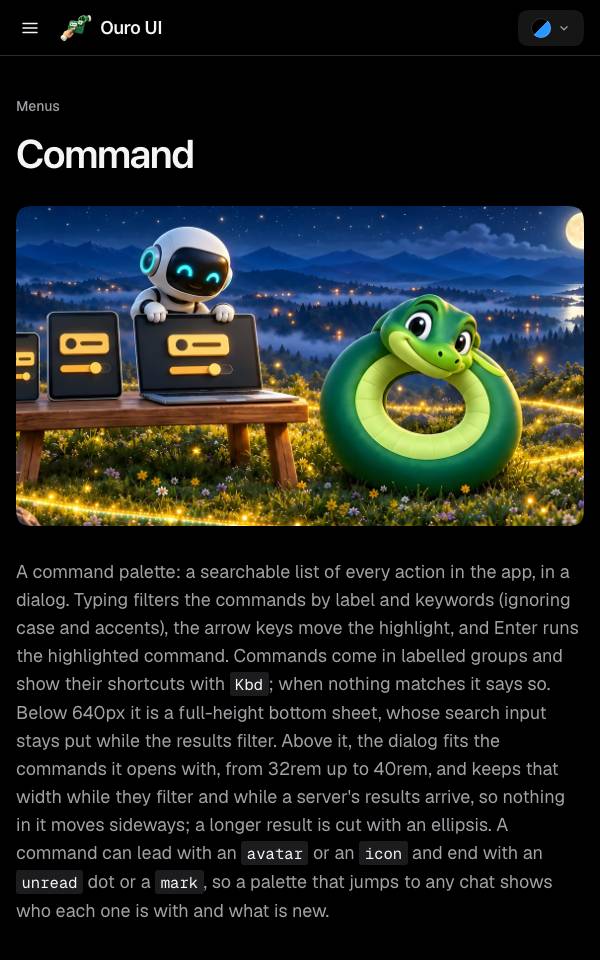 Ouro UI
Menus
Command
A command palette: a searchable list of every action in the app, in a
dialog. Typing filters the commands by label and keywords (ignoring
case and accents), the arrow keys move the highlight, and Enter runs
the highlighted command. Commands come in labelled groups and
show their shortcuts with Kbd; when nothing matches it says so.
Below 640px it is a full-height bottom sheet, whose search input
stays put while the results filter. Above it, the dialog fits the
commands it opens with, from 32rem up to 40rem, and keeps that
width while they filter and while a server's results arrive, so nothing
in it moves sideways; a longer result is cut with an ellipsis. A
command can lead with an avatar or an icon and end with an
unread dot or a mark, so a palette that jumps to any chat shows
who each one is with and what is new.